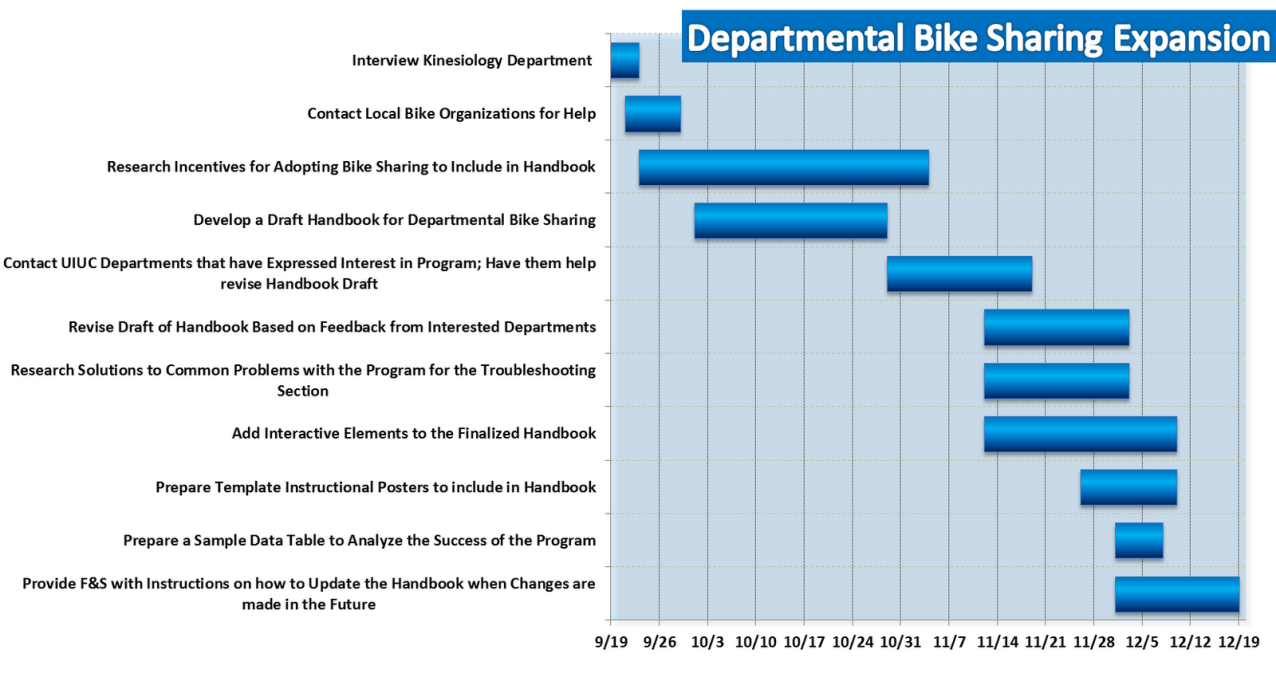 Departmental Bike Sharing Expansion
Interview Kinesiology Department
Contact Local Bike Organizations for Help
Research Incentives for Adopting Bike Sharing to Include in Handbook
Develop a Draft Handbook for Departmental Bike Sharing
Contact UIUC Departments that have Expressed Interest in Program; Have them help
revise Handbook Draft
Revise Draft of Handbook Based on Feedback from Interested Departments
Research Solutions to Common Problems with the Program for the Troubleshooting
Section
Add Interactive Elements to the Finalized Handbook
Prepare Template Instructional Posters to include in Handbook
Prepare a Sample Data Table to Analyze the Success of the Program
Provide F&S with Instructions on how to Update the Handbook when Changes are
made in the Future
9/19 9/26 10/3 10/10 10/17 10/24 10/31 11/7 11/14 11/21 11/28 12/5 12/12 12/19